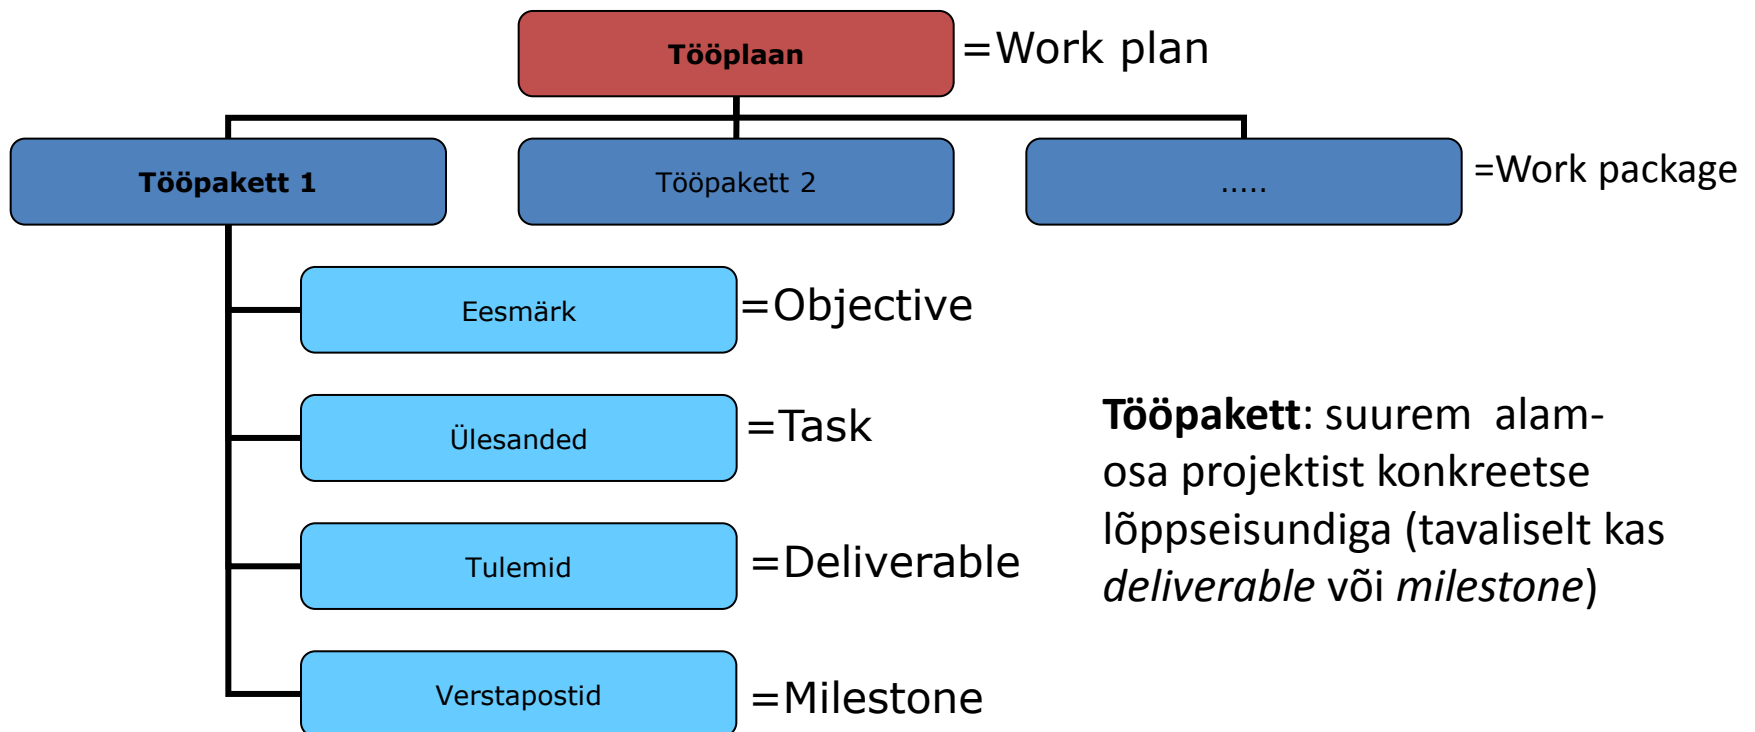 Tööplaan
=Work plan
Tööpakett 1
Tööpakett 2
.....
=Work package
Eesmärk
=Objective
Ülesanded
=Task
Tulemid
=Deliverable
Verstapostid
=Milestone
Tööpakett: suurem alam-
osa projektist konkreetse
lõppseisundiga (tavaliselt kas
deliverable või milestone)